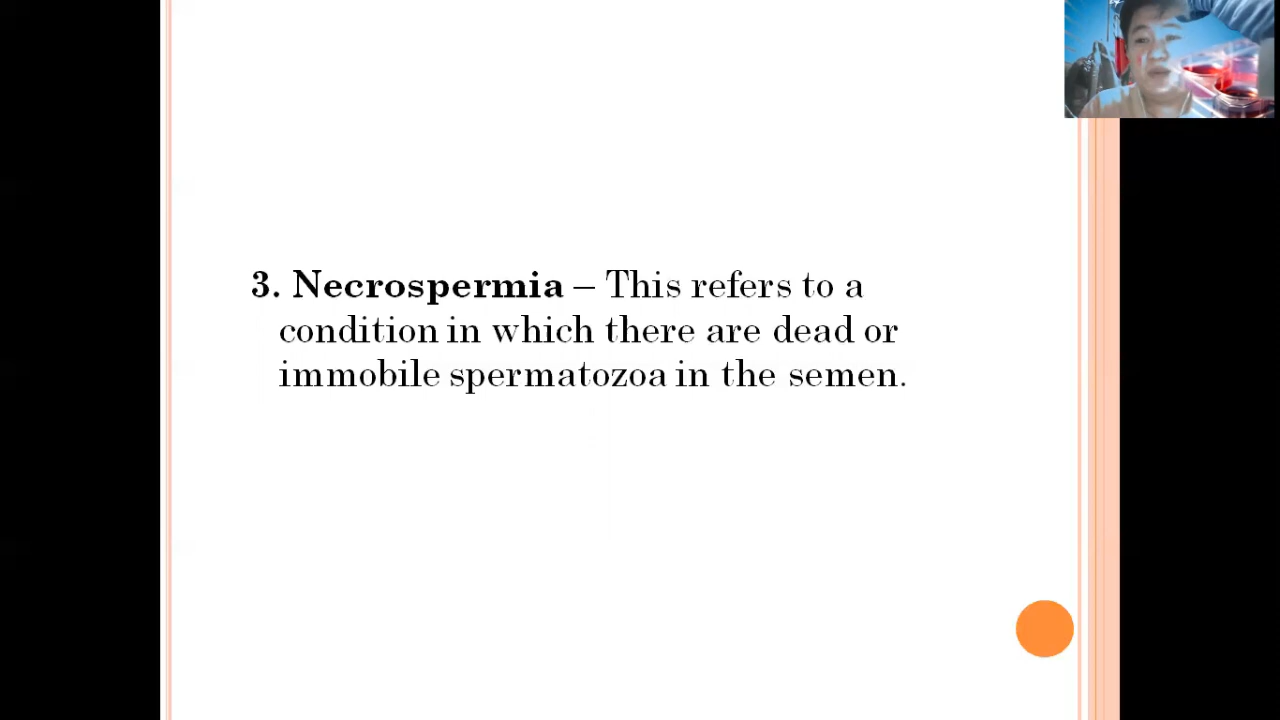 3. Necrospermia – This refers to a
condition in which there are dead or
immobile spermatozoa in the semen.